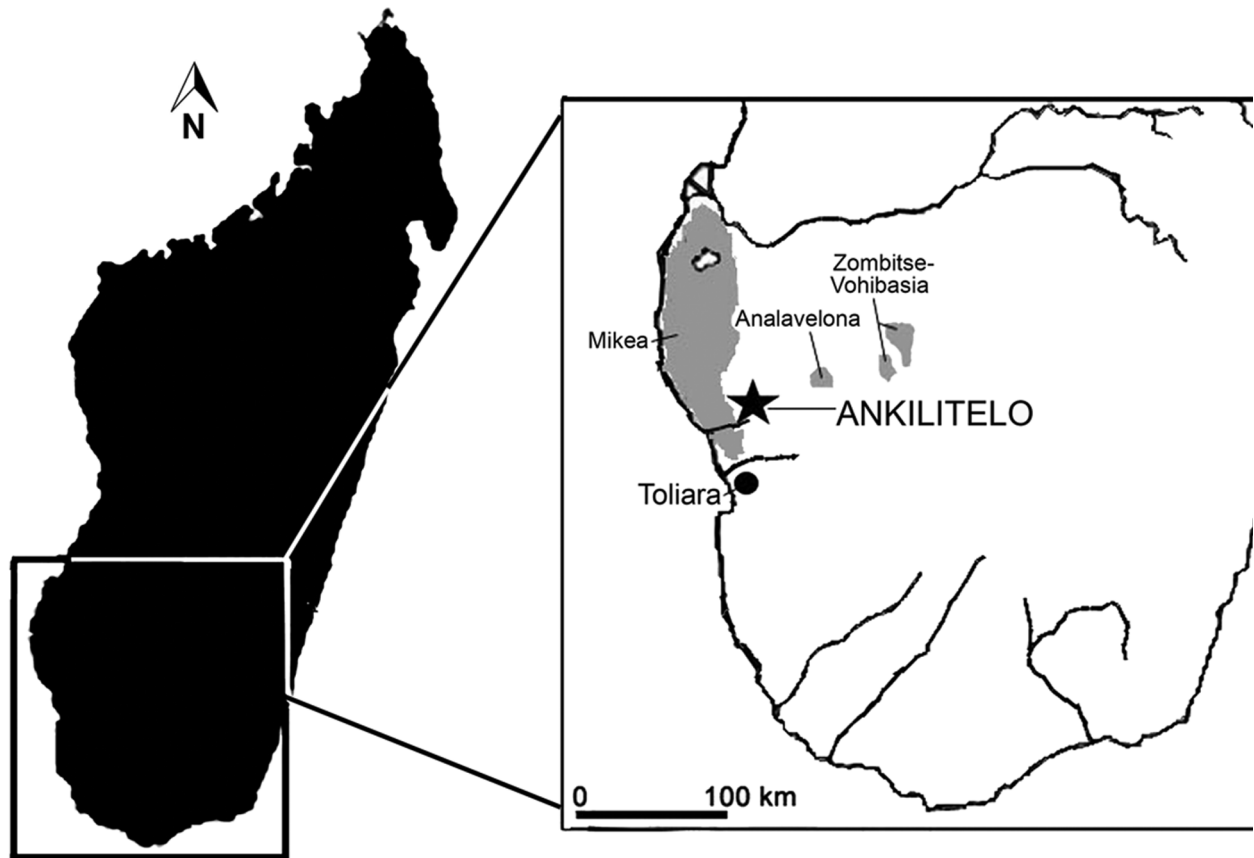 N
Zombitse-
Vohibasia
Analavelona
Mikea
ANKILITELO
Toliara
0 100 km